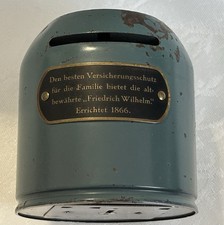 Den besten Versicherungsschutz
für die Familie bietet die alt-
bewährte „Friedrich Wilhelm."
Errichtet 1866.